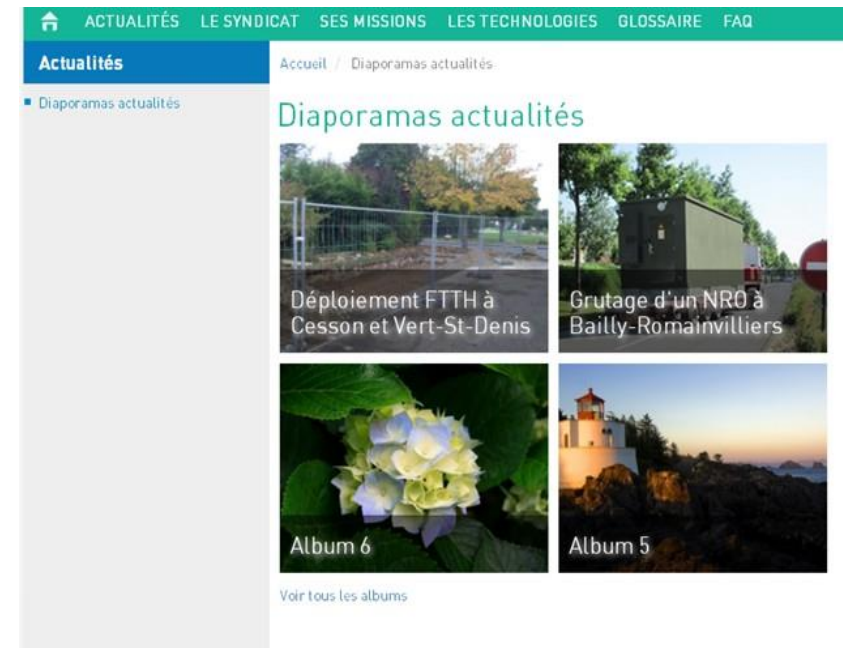 ACTUALITÉS LE SYNDICAT SES MISSIONS LES TECHNOLOGIES GLOSSAIRE FAQ
Actualités
Diaporamas actualités
Accueil / Diaporamas actualités
Diaporamas actualités
Déploiement FTTH à
Cesson et Vert-St-Denis
Grutage d'un NRO à
Bailly-Romainvilliers
Album 6
Album 5
Voir tous les albums